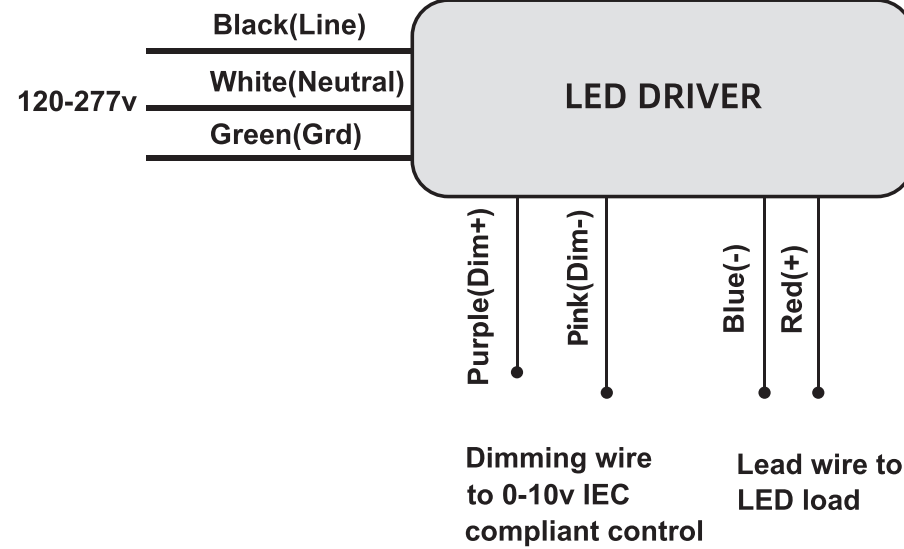 Black(Line)
White(Neutral)
120-277v
Green(Grd)
LED DRIVER
Purple(Dim+)
Pink(Dim-)
Blue(-)
Red(+)
Dimming wire
to 0-10v IEC
compliant control
Lead wire to
LED load